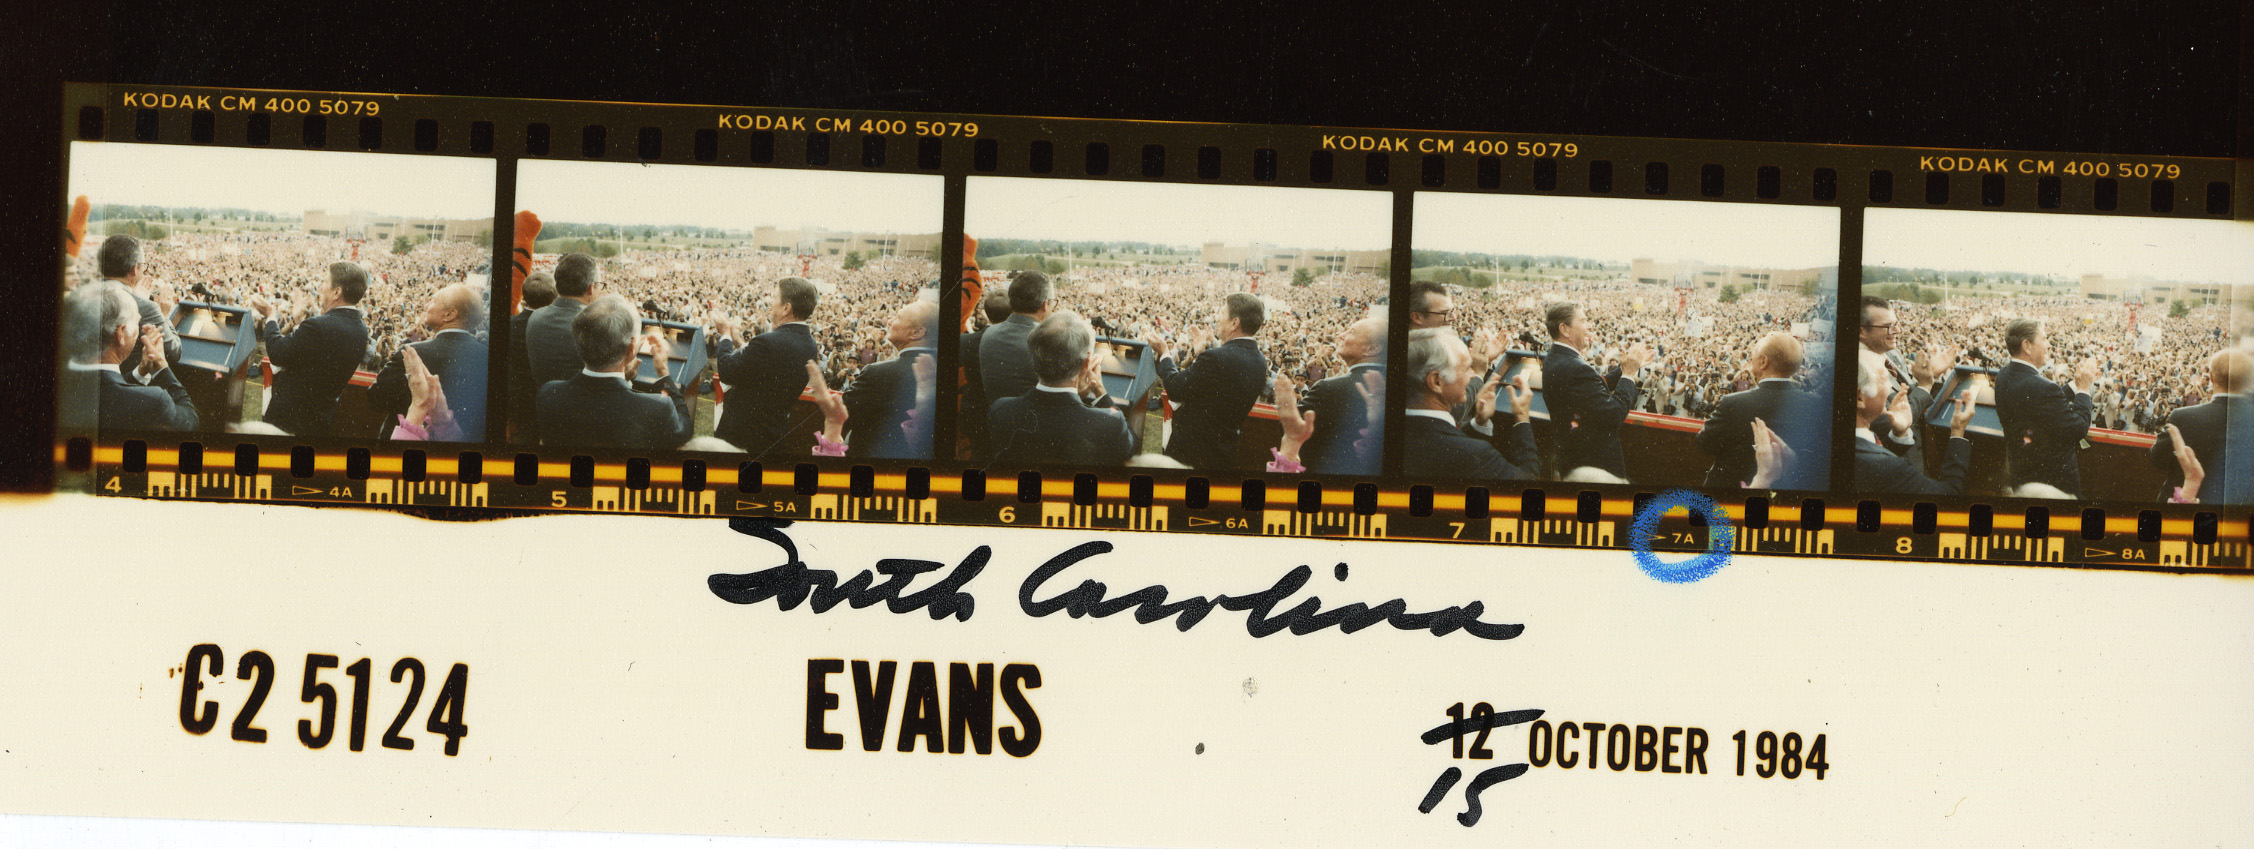 KODAK CM 400 5079 KODAK CM 400 5079 KODAK CM 400 5079 KODAK CM 400 5079
4 4A 5 5A 6 6A 7 7A 8 8A
South Carolina
C2 5124 EVANS 12 OCTOBER 1984
15